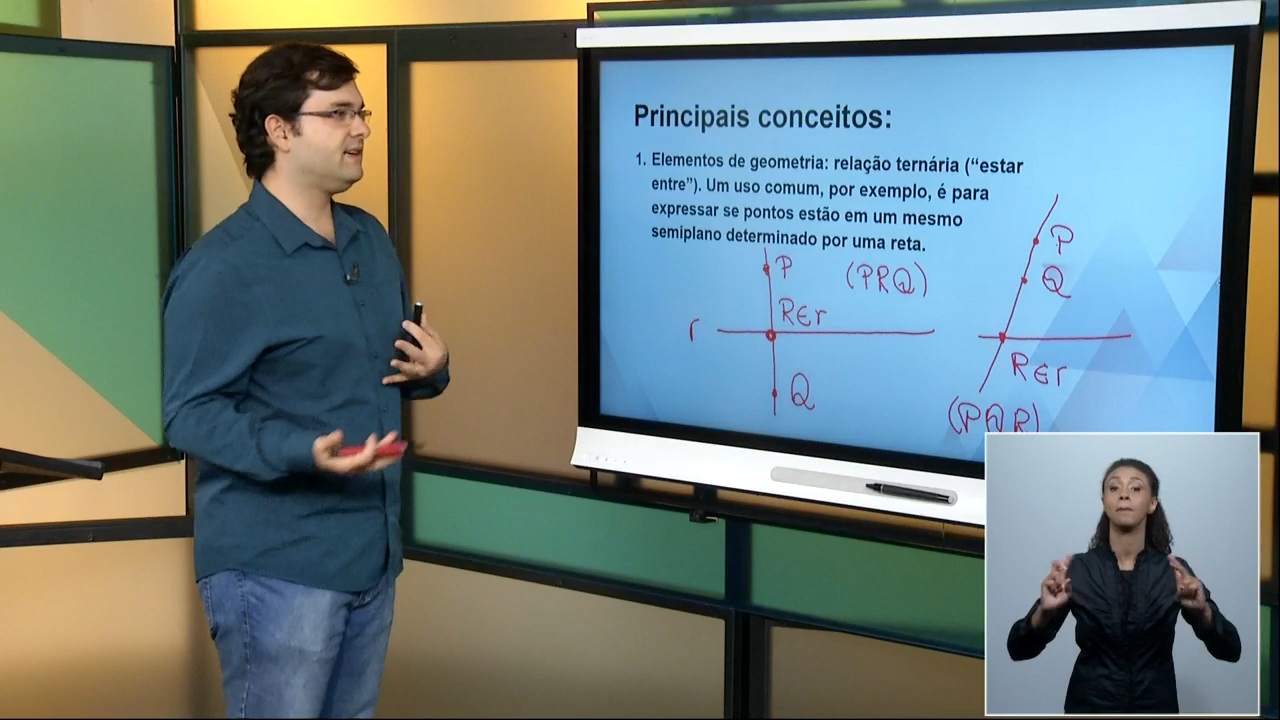 Principais conceitos:
1. Elementos de geometria: relação ternária (“estar
entre”). Um uso comum, por exemplo, é para
expressar se pontos estão em um mesmo
semiplano determinado por uma reta.
P
(PRQ)
R∈r
r
Q
P
Q
R∈r
(PQR)